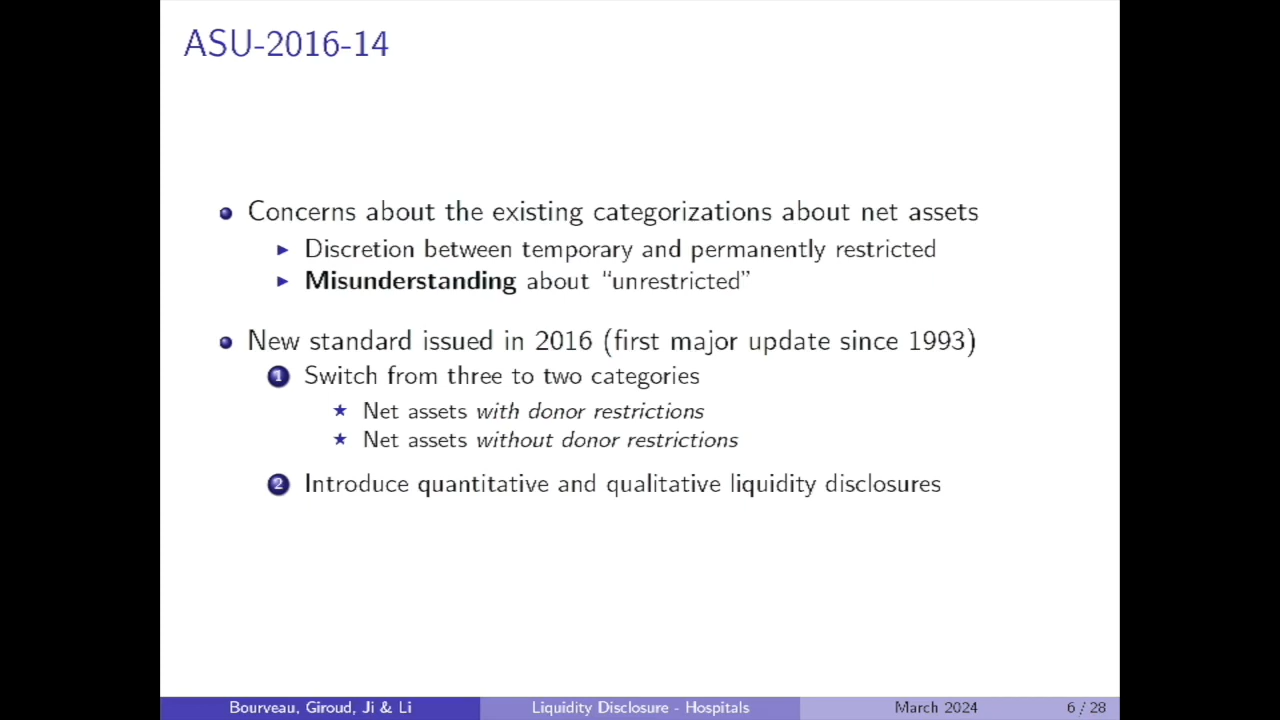 ASU-2016-14
Concerns about the existing categorizations about net assets
Discretion between temporary and permanently restricted
Misunderstanding about “unrestricted”
New standard issued in 2016 (first major update since 1993)
1 Switch from three to two categories
Net assets with donor restrictions
Net assets without donor restrictions
2 Introduce quantitative and qualitative liquidity disclosures
Bourveau, Giroud, Ji & Li Liquidity Disclosure - Hospitals March 2024 6 / 28